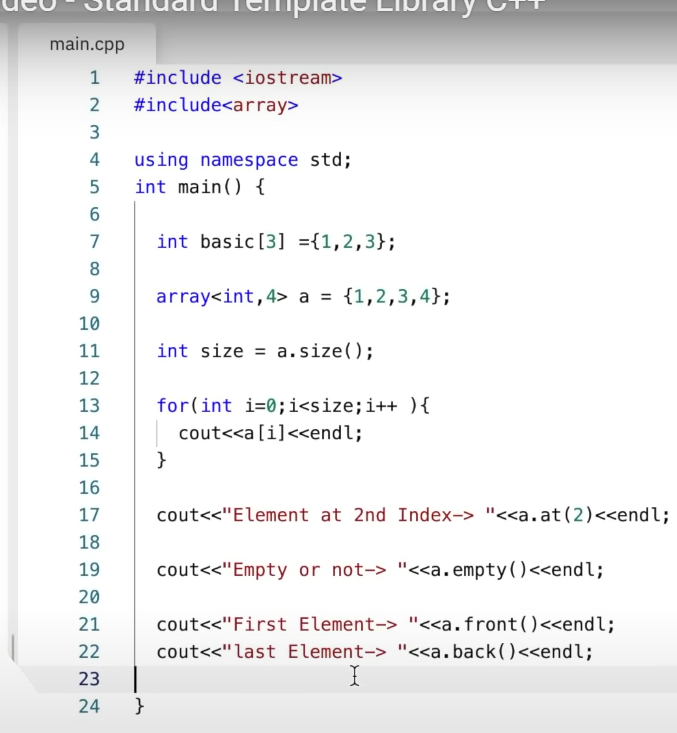 deo - Standard Template Library C++
main.cpp
1 #include <iostream>
2 #include<array>
3
4 using namespace std;
5 int main() {
6
7 int basic[3] ={1,2,3};
8
9 array<int,4> a = {1,2,3,4};
10
11 int size = a.size();
12
13 for(int i=0;i<size;i++ ){
14 cout<<a[i]<<endl;
15 }
16
17 cout<<"Element at 2nd Index-> "<<a.at(2)<<endl;
18
19 cout<<"Empty or not-> "<<a.empty()<<endl;
20
21 cout<<"First Element-> "<<a.front()<<endl;
22 cout<<"last Element-> "<<a.back()<<endl;
23
24 }